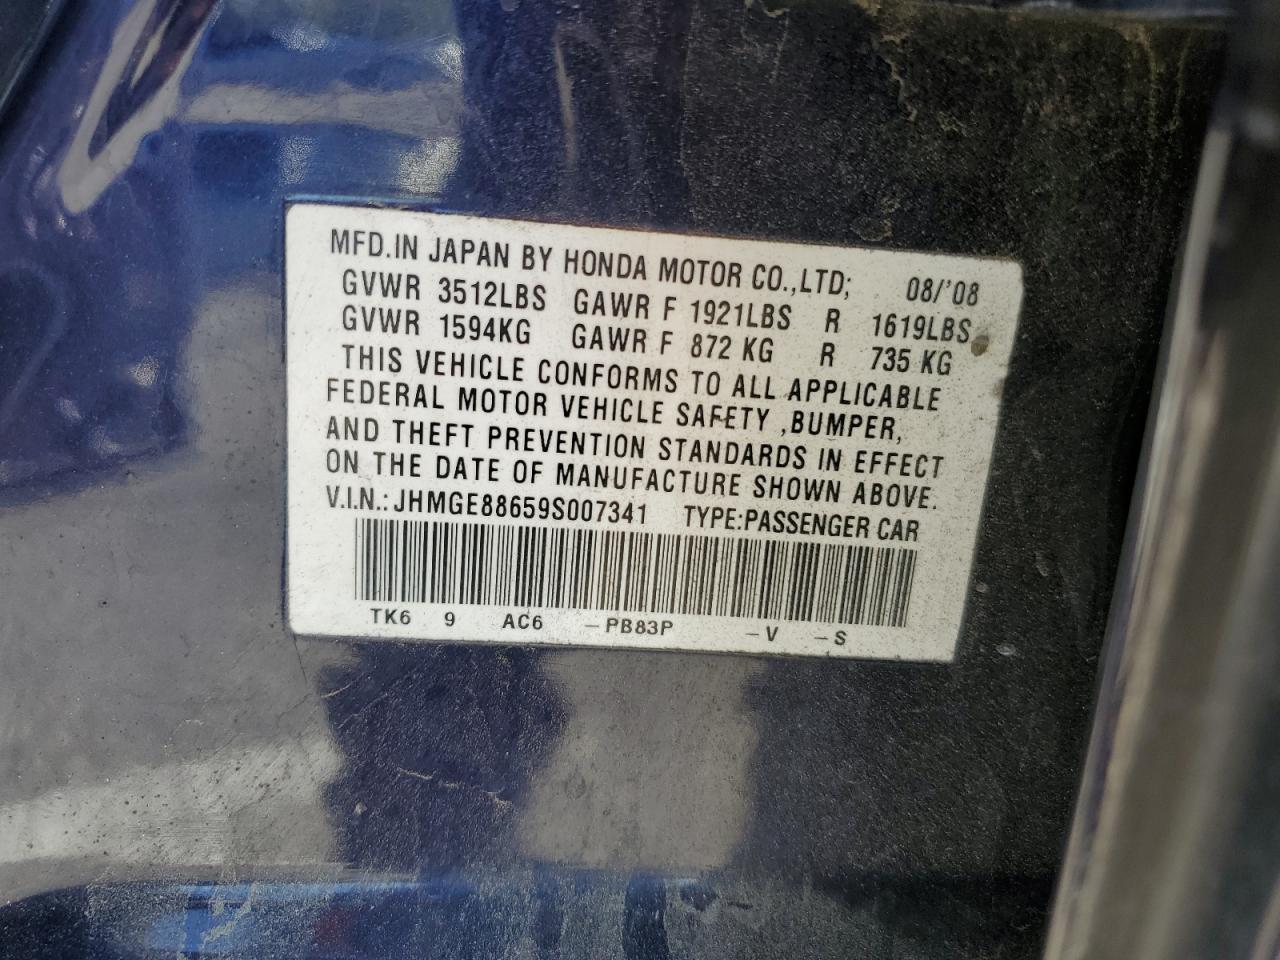 MFD.IN JAPAN BY HONDA MOTOR CO.,LTD; 08/'08
GVWR 3512LBS GAWR F 1921LBS R 1619LBS
GVWR 1594KG GAWR F 872 KG R 735 KG
THIS VEHICLE CONFORMS TO ALL APPLICABLE
FEDERAL MOTOR VEHICLE SAFETY ,BUMPER,
AND THEFT PREVENTION STANDARDS IN EFFECT
ON THE DATE OF MANUFACTURE SHOWN ABOVE.
V.I.N.: JHMGE88659S007341 TYPE:PASSENGER CAR
TK6 9 AC6 –PB83P –V –S